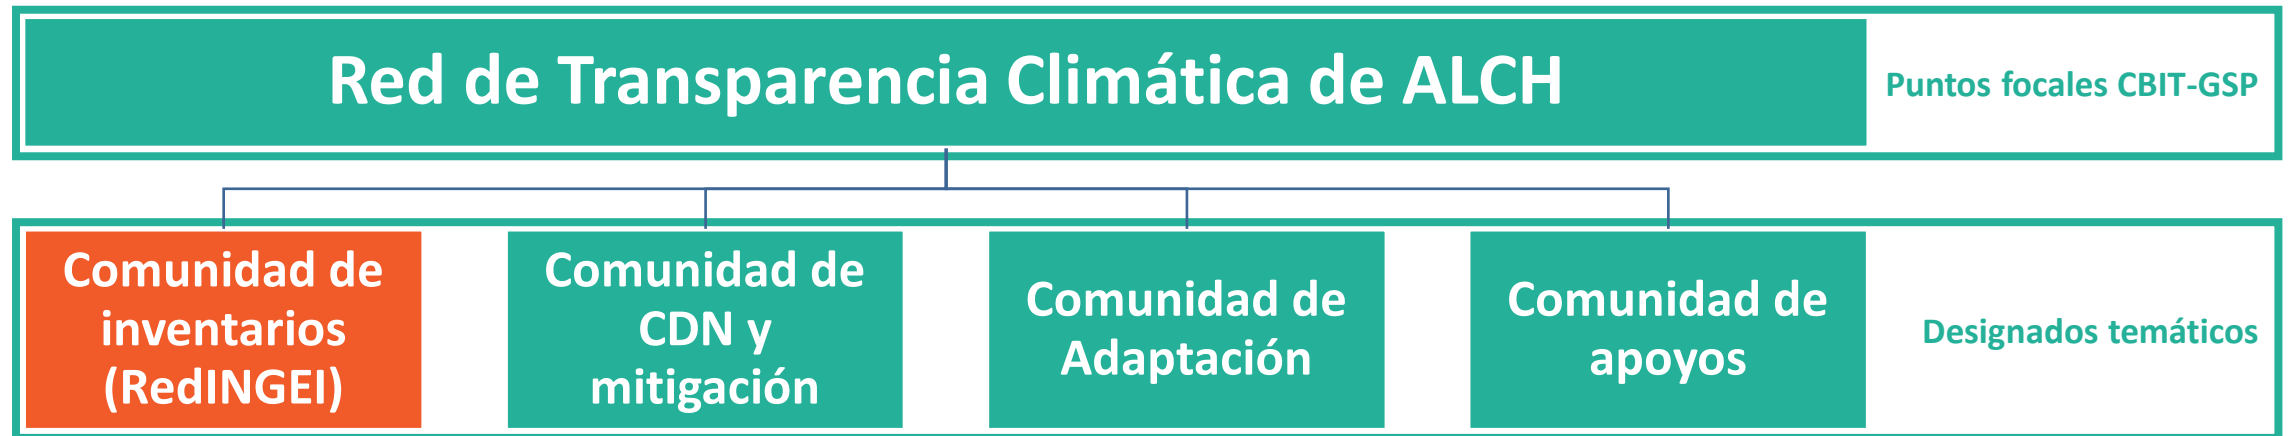 Red de Transparencia Climática de ALCH
Puntos focales CBIT-GSP
Comunidad de
inventarios
(RedINGEI)
Comunidad de
CDN y
mitigación
Comunidad de
Adaptación
Comunidad de
apoyos
Designados temáticos